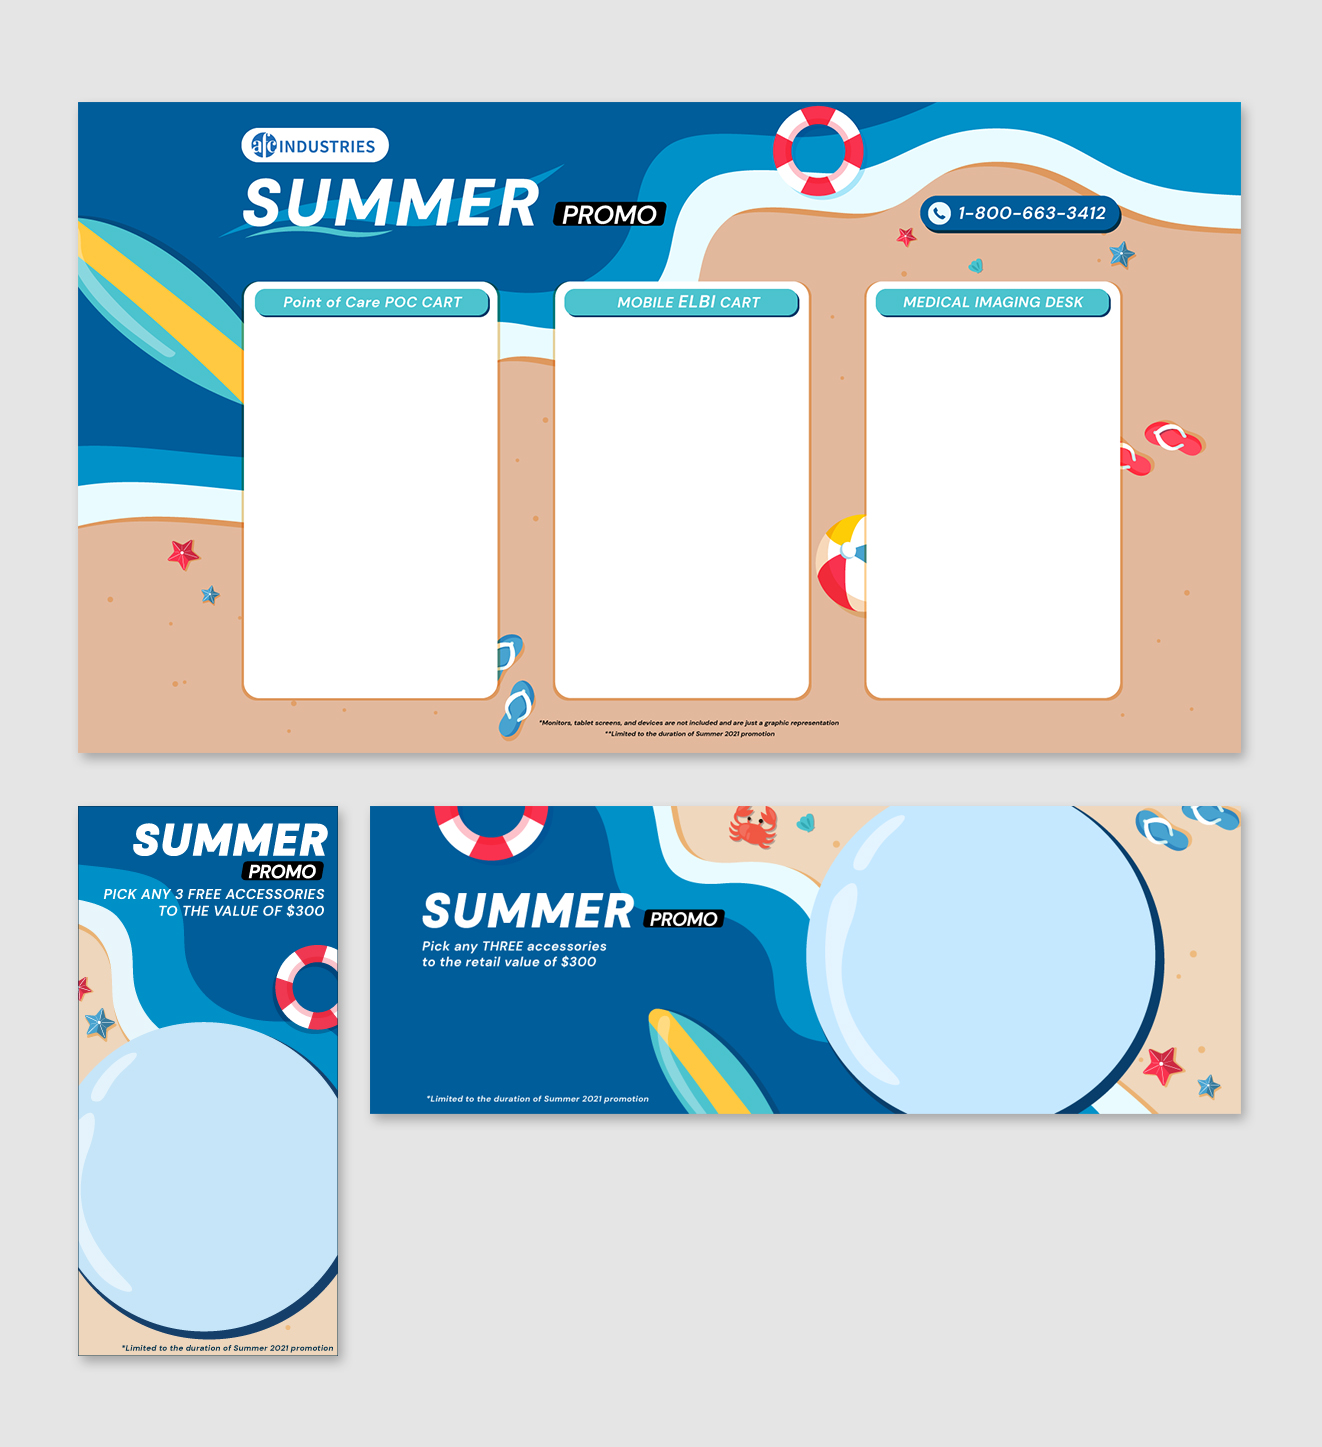 afc INDUSTRIES
SUMMER PROMO
1-800-663-3412
Point of Care POC CART
MOBILE ELBI CART
MEDICAL IMAGING DESK
*Monitors, tablet screens, and devices are not included and are just a graphic representation
**Limited to the duration of Summer 2021 promotion
SUMMER
PROMO
PICK ANY 3 FREE ACCESSORIES
TO THE VALUE OF $300
*Limited to the duration of Summer 2021 promotion
SUMMER PROMO
Pick any THREE accessories
to the retail value of $300
*Limited to the duration of Summer 2021 promotion